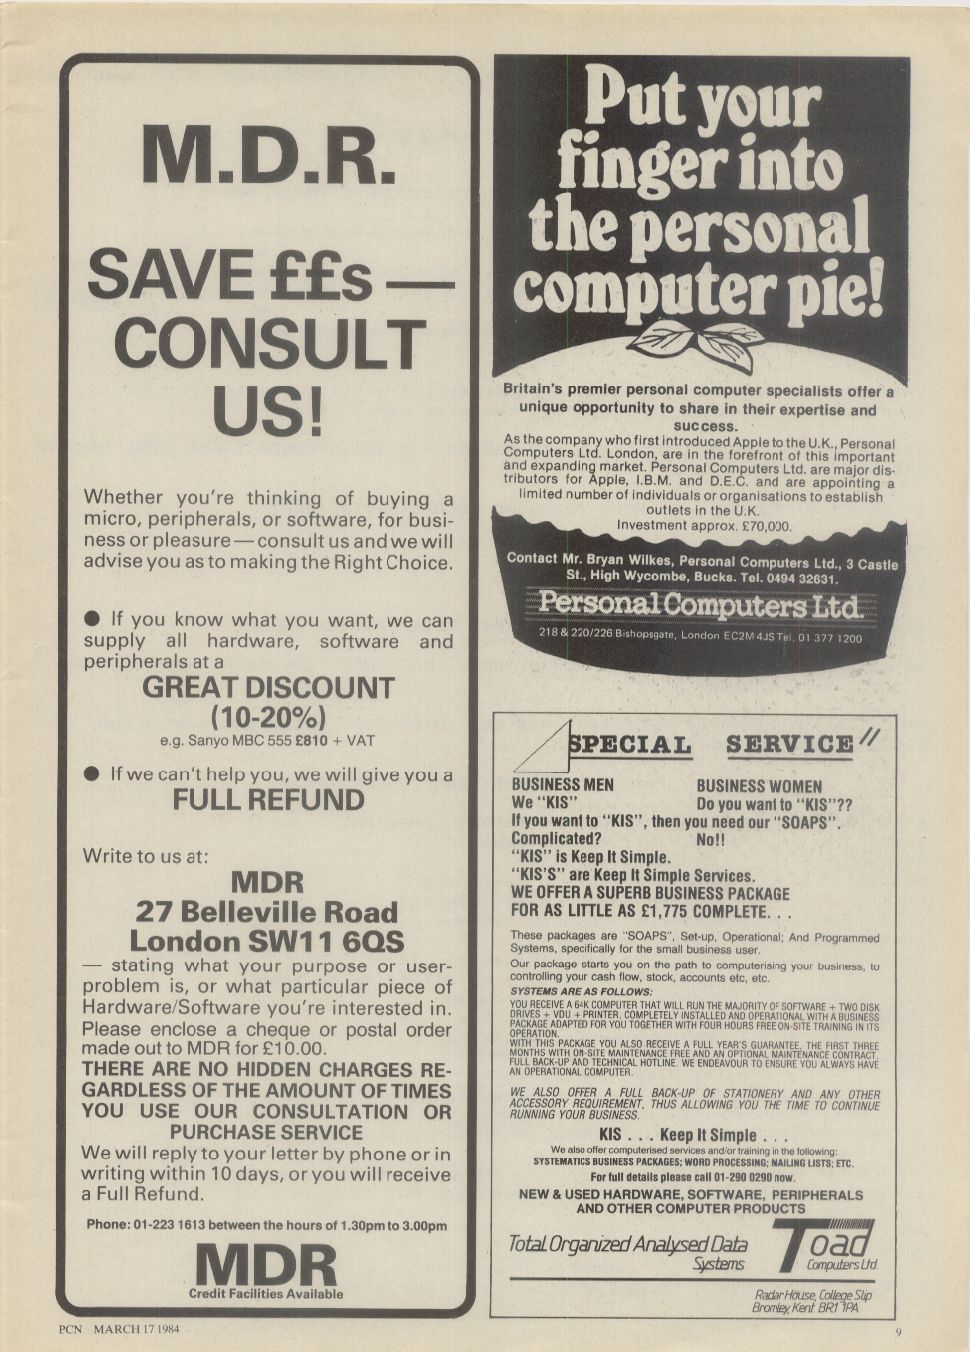 M.D.R.
SAVE ££s —
CONSULT
US!
Whether you're thinking of buying a
micro, peripherals, or software, for busi-
ness or pleasure — consult us and we will
advise you as to making the Right Choice.
● If you know what you want, we can
supply all hardware, software and
peripherals at a
GREAT DISCOUNT
(10-20%)
e.g. Sanyo MBC 555 £810 + VAT
● If we can't help you, we will give you a
FULL REFUND
Write to us at:
MDR
27 Belleville Road
London SW11 6QS
— stating what your purpose or user-
problem is, or what particular piece of
Hardware/Software you're interested in.
Please enclose a cheque or postal order
made out to MDR for £10.00.
THERE ARE NO HIDDEN CHARGES RE-
GARDLESS OF THE AMOUNT OF TIMES
YOU USE OUR CONSULTATION OR
PURCHASE SERVICE
We will reply to your letter by phone or in
writing within 10 days, or you will receive
a Full Refund.
Phone: 01-223 1613 between the hours of 1.30pm to 3.00pm
MDR
Credit Facilities Available
Put your
finger into
the personal
computer pie!
Britain's premier personal computer specialists offer a
unique opportunity to share in their expertise and
success.
As the company who first introduced Apple to the U.K., Personal
Computers Ltd. London, are in the forefront of this important
and expanding market. Personal Computers Ltd. are major dis-
tributors for Apple, I.B.M. and D.E.C. and are appointing a
limited number of individuals or organisations to establish
outlets in the U.K.
Investment approx. £70,000.
Contact Mr. Bryan Wilkes, Personal Computers Ltd., 3 Castle
St., High Wycombe, Bucks. Tel. 0494 32631.
Personal Computers Ltd.
218 & 220/226 Bishopsgate, London EC2M 4JS Tel. 01 377 1200
SPECIAL SERVICE
BUSINESS MEN BUSINESS WOMEN
We "KIS" Do you want to "KIS"??
If you want to "KIS", then you need our "SOAPS".
Complicated? No!!
"KIS" is Keep It Simple.
"KIS'S" are Keep It Simple Services.
WE OFFER A SUPERB BUSINESS PACKAGE
FOR AS LITTLE AS £1,775 COMPLETE. . .
These packages are "SOAPS", Set-up, Operational; And Programmed
Systems, specifically for the small business user.
Our package starts you on the path to computerising your business, to
controlling your cash flow, stock, accounts etc, etc.
SYSTEMS ARE AS FOLLOWS:
YOU RECEIVE A 64K COMPUTER THAT WILL RUN THE MAJORITY OF SOFTWARE + TWO DISK
DRIVES + VDU + PRINTER, COMPLETELY INSTALLED AND OPERATIONAL WITH A BUSINESS
PACKAGE ADAPTED FOR YOU TOGETHER WITH FOUR HOURS FREE ON-SITE TRAINING IN ITS
OPERATION.
WITH THIS PACKAGE YOU ALSO RECEIVE A FULL YEAR'S GUARANTEE, THE FIRST THREE
MONTHS WITH ON-SITE MAINTENANCE FREE AND AN OPTIONAL MAINTENANCE CONTRACT.
FULL BACK-UP AND TECHNICAL HOTLINE. WE ENDEAVOUR TO ENSURE YOU ALWAYS HAVE
AN OPERATIONAL COMPUTER.
WE ALSO OFFER A FULL BACK-UP OF STATIONERY AND ANY OTHER
ACCESSORY REQUIREMENT, THUS ALLOWING YOU THE TIME TO CONTINUE
RUNNING YOUR BUSINESS.
KIS . . . Keep It Simple . . .
We also offer computerised services and/or training in the following:
SYSTEMATICS BUSINESS PACKAGES; WORD PROCESSING; MAILING LISTS; ETC.
For full details please call 01-290 0290 now.
NEW & USED HARDWARE, SOFTWARE, PERIPHERALS
AND OTHER COMPUTER PRODUCTS
Total Organized Analysed Data
Systems
Toad
Computers Ltd.
Radar House, College Slip
Bromley, Kent. BR1 1PA
PCN MARCH 17 1984
9